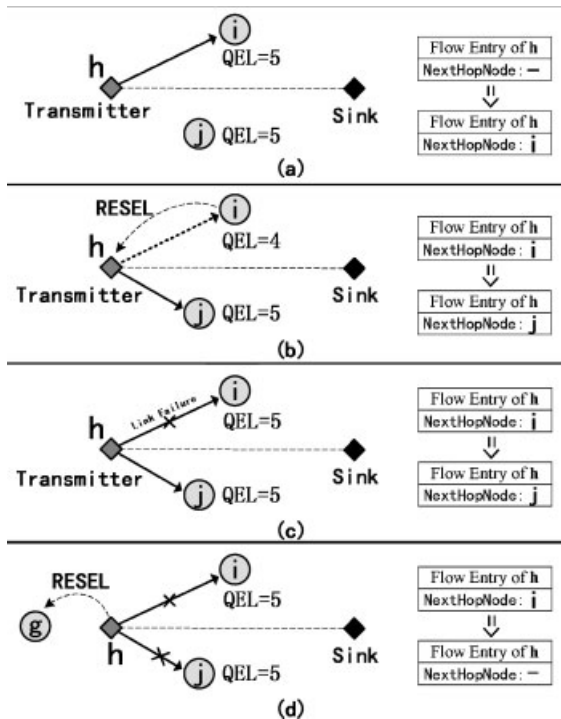 i
QEL=5
h
Transmitter
Sink
j QEL=5
Flow Entry of h
NextHopNode: —
⇓
Flow Entry of h
NextHopNode: i
(a)
RESEL
i
QEL=4
h
Transmitter
Sink
j QEL=5
Flow Entry of h
NextHopNode: i
⇓
Flow Entry of h
NextHopNode: j
(b)
Link Failure
i
QEL=5
h
Transmitter
Sink
j QEL=5
Flow Entry of h
NextHopNode: i
⇓
Flow Entry of h
NextHopNode: j
(c)
RESEL
i
QEL=5
g
h
Sink
j QEL=5
Flow Entry of h
NextHopNode: i
⇓
Flow Entry of h
NextHopNode: —
(d)